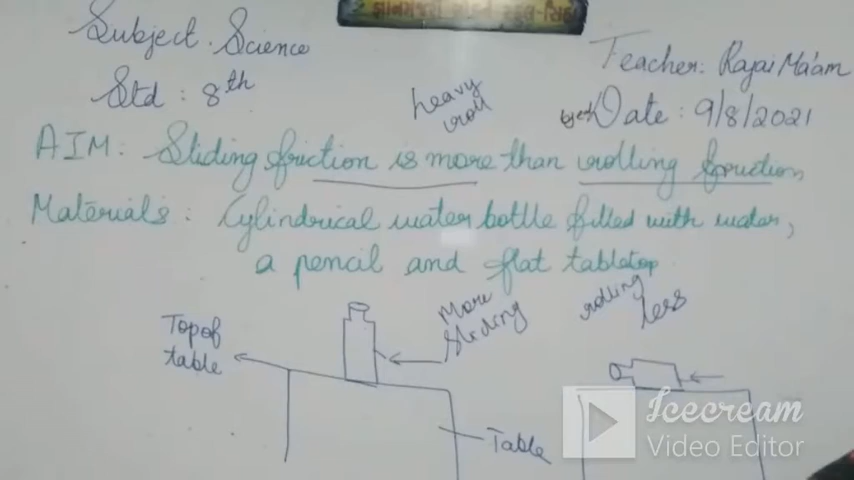 Subject. Science
Teacher: Rajai Ma'am
Std : 8th
heavy
roll
Date : 9/8/2021
AIM: Sliding friction is more than rolling friction
Materials : Cylindrical water bottle filled with water,
a pencil and flat tabletop
Top of
table
More
sliding
rolling
less
Table
Icecream
Video Editor